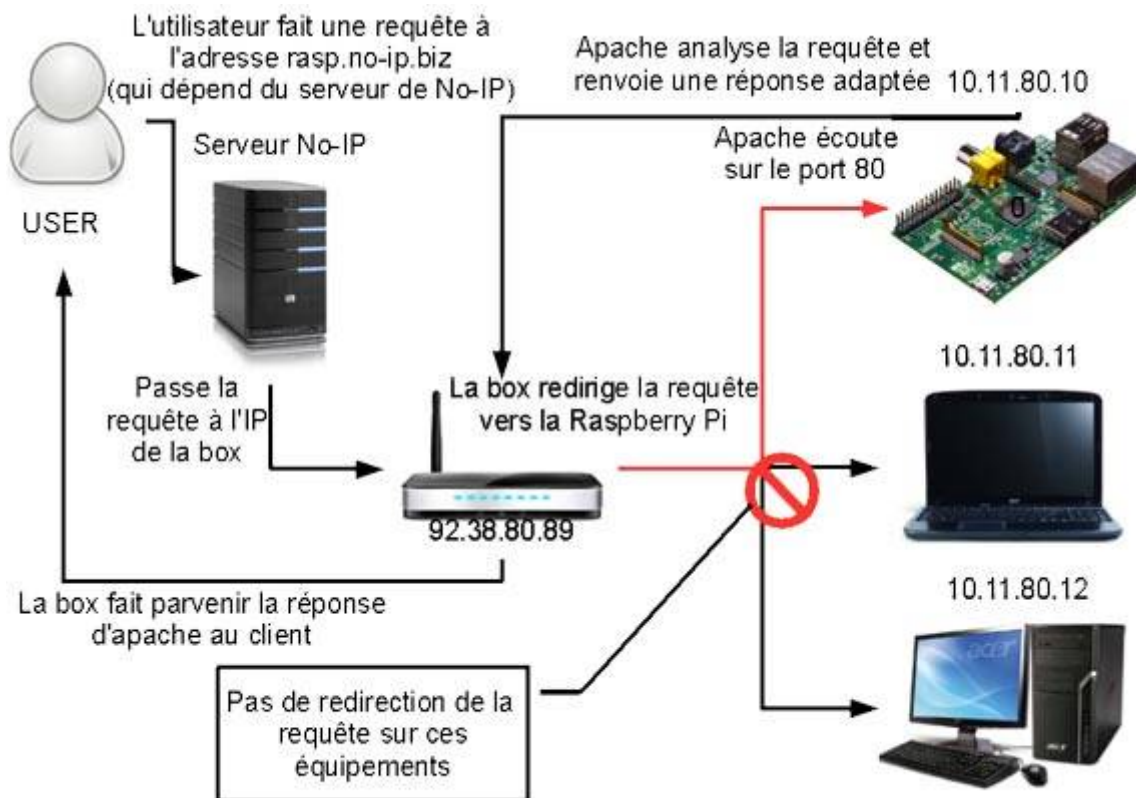 L'utilisateur fait une requête à
l'adresse rasp.no-ip.biz
(qui dépend du serveur de No-IP)
USER
Serveur No-IP
Apache analyse la requête et
renvoie une réponse adaptée
10.11.80.10
Apache écoute
sur le port 80
0
Passe la
requête à l'IP
de la box
La box redirige la requête
vers la Raspberry Pi
92.38.80.89
10.11.80.11
La box fait parvenir la réponse
d'apache au client
10.11.80.12
acer
Pas de redirection de la
requête sur ces
équipements